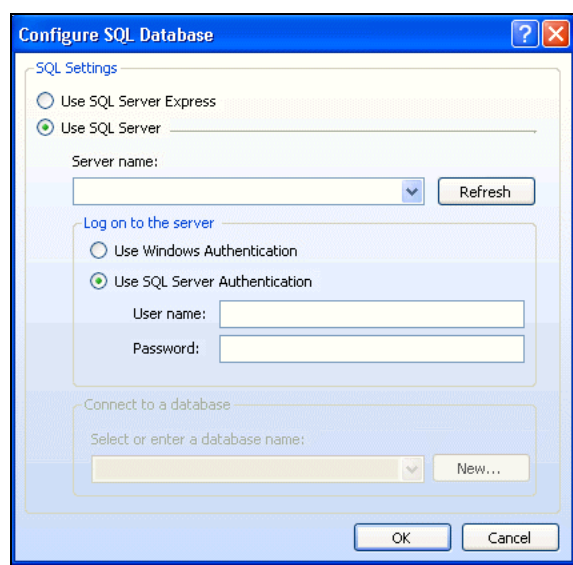 Configure SQL Database
SQL Settings
Use SQL Server Express
Use SQL Server
Server name:
Refresh
Log on to the server
Use Windows Authentication
Use SQL Server Authentication
User name:
Password:
Connect to a database
Select or enter a database name:
New...
OK Cancel